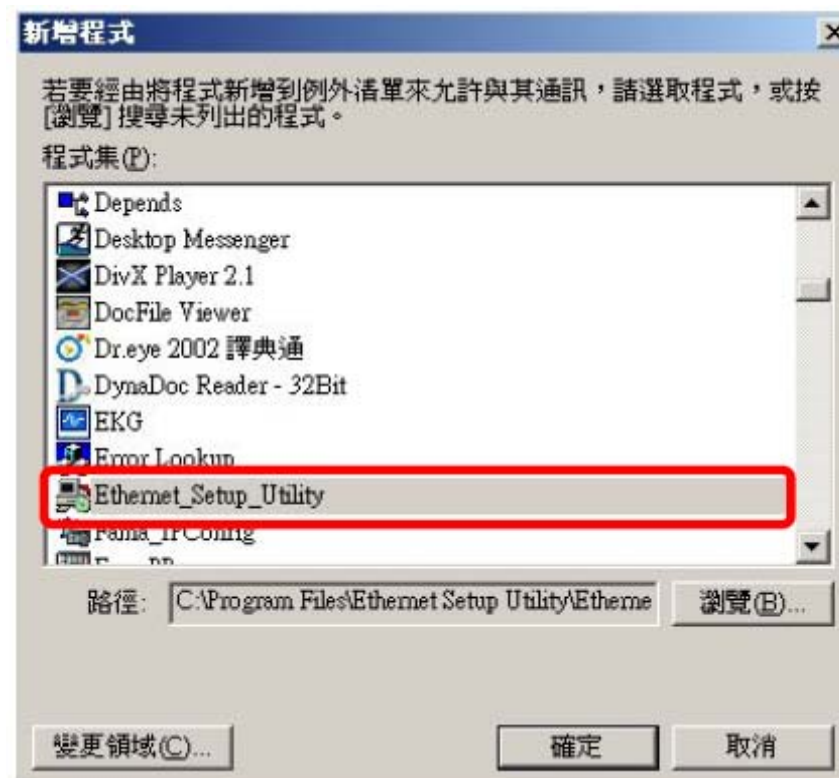 新增程式
若要經由將程式新增到例外清單來允許與其通訊，請選取程式，或按
[瀏覽] 搜尋未列出的程式。
程式集(P):
Depends
Desktop Messenger
DivX Player 2.1
DocFile Viewer
Dr.eye 2002 譯典通
DynaDoc Reader - 32Bit
EKG
Error Lookup
Ethernet_Setup_Utility
Fama_IPConfig
路徑: C:\Program Files\Ethernet Setup Utility\Etherne 瀏覽(B)...
變更領域(C)... 確定 取消